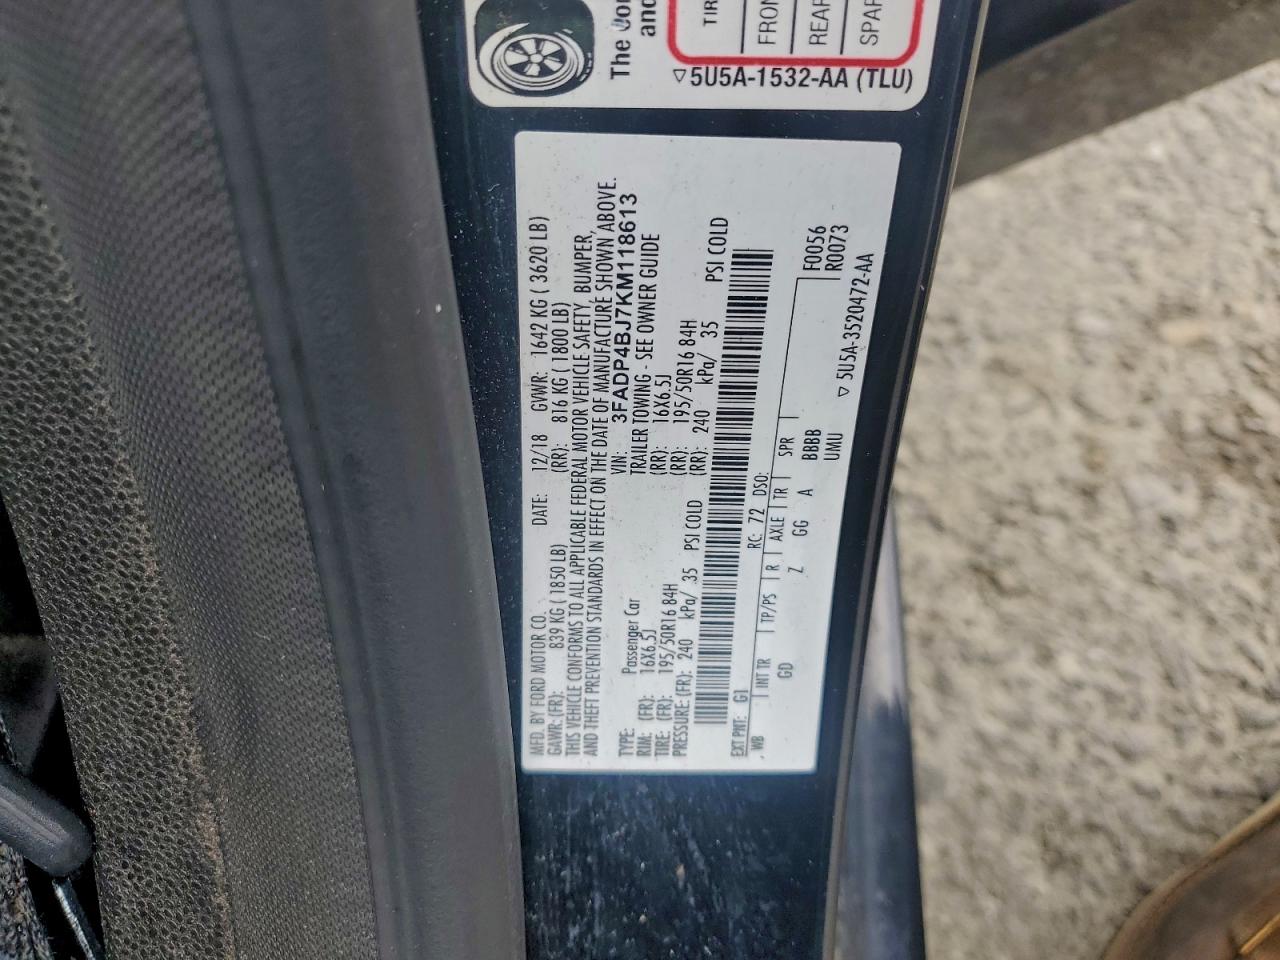 The
and
TIR
FRON
REAR
SPAR
▽5U5A-1532-AA (TLU)
MFD. BY FORD MOTOR CO.
DATE: 12/18 GVWR: 1642 KG ( 3620 LB)
GAWR:(FR): 839 KG ( 1850 LB) (RR): 816 KG ( 1800 LB)
THIS VEHICLE CONFORMS TO ALL APPLICABLE FEDERAL MOTOR VEHICLE SAFETY, BUMPER,
AND THEFT PREVENTION STANDARDS IN EFFECT ON THE DATE OF MANUFACTURE SHOWN ABOVE.
VIN: 3FADP4BJ7KM118613
TYPE: Passenger Car TRAILER TOWING - SEE OWNER GUIDE
RIM: (FR): 16X6.5J (RR): 16X6.5J
TIRE: (FR): 195/50R16 84H (RR): 195/50R16 84H
PRESSURE:(FR): 240 kPa/ 35 PSI COLD (RR): 240 kPa/ 35 PSI COLD
EXT PNT: G1 RC: 72 DSO:
WB INT TR TP/PS R AXLE TR SPR F0056
GD Z GG A BBBB R0073
UMU
▽ 5U5A-3520472-AA